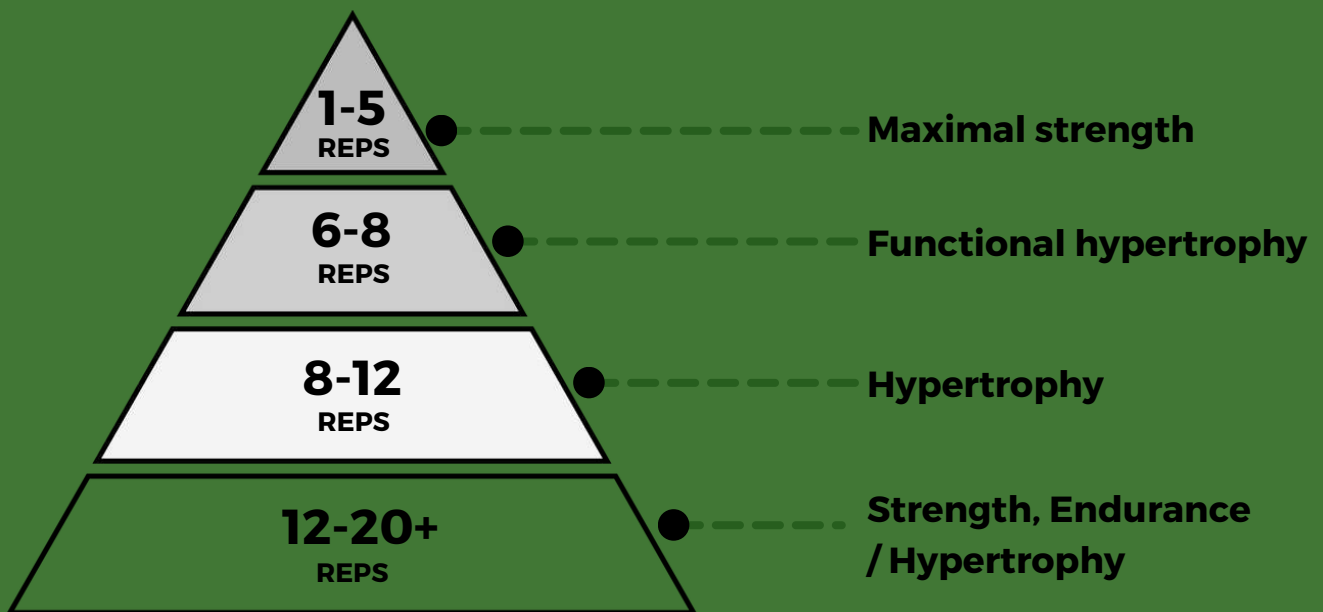 1-5
REPS
Maximal strength
6-8
REPS
Functional hypertrophy
8-12
REPS
Hypertrophy
12-20+
REPS
Strength, Endurance
/ Hypertrophy